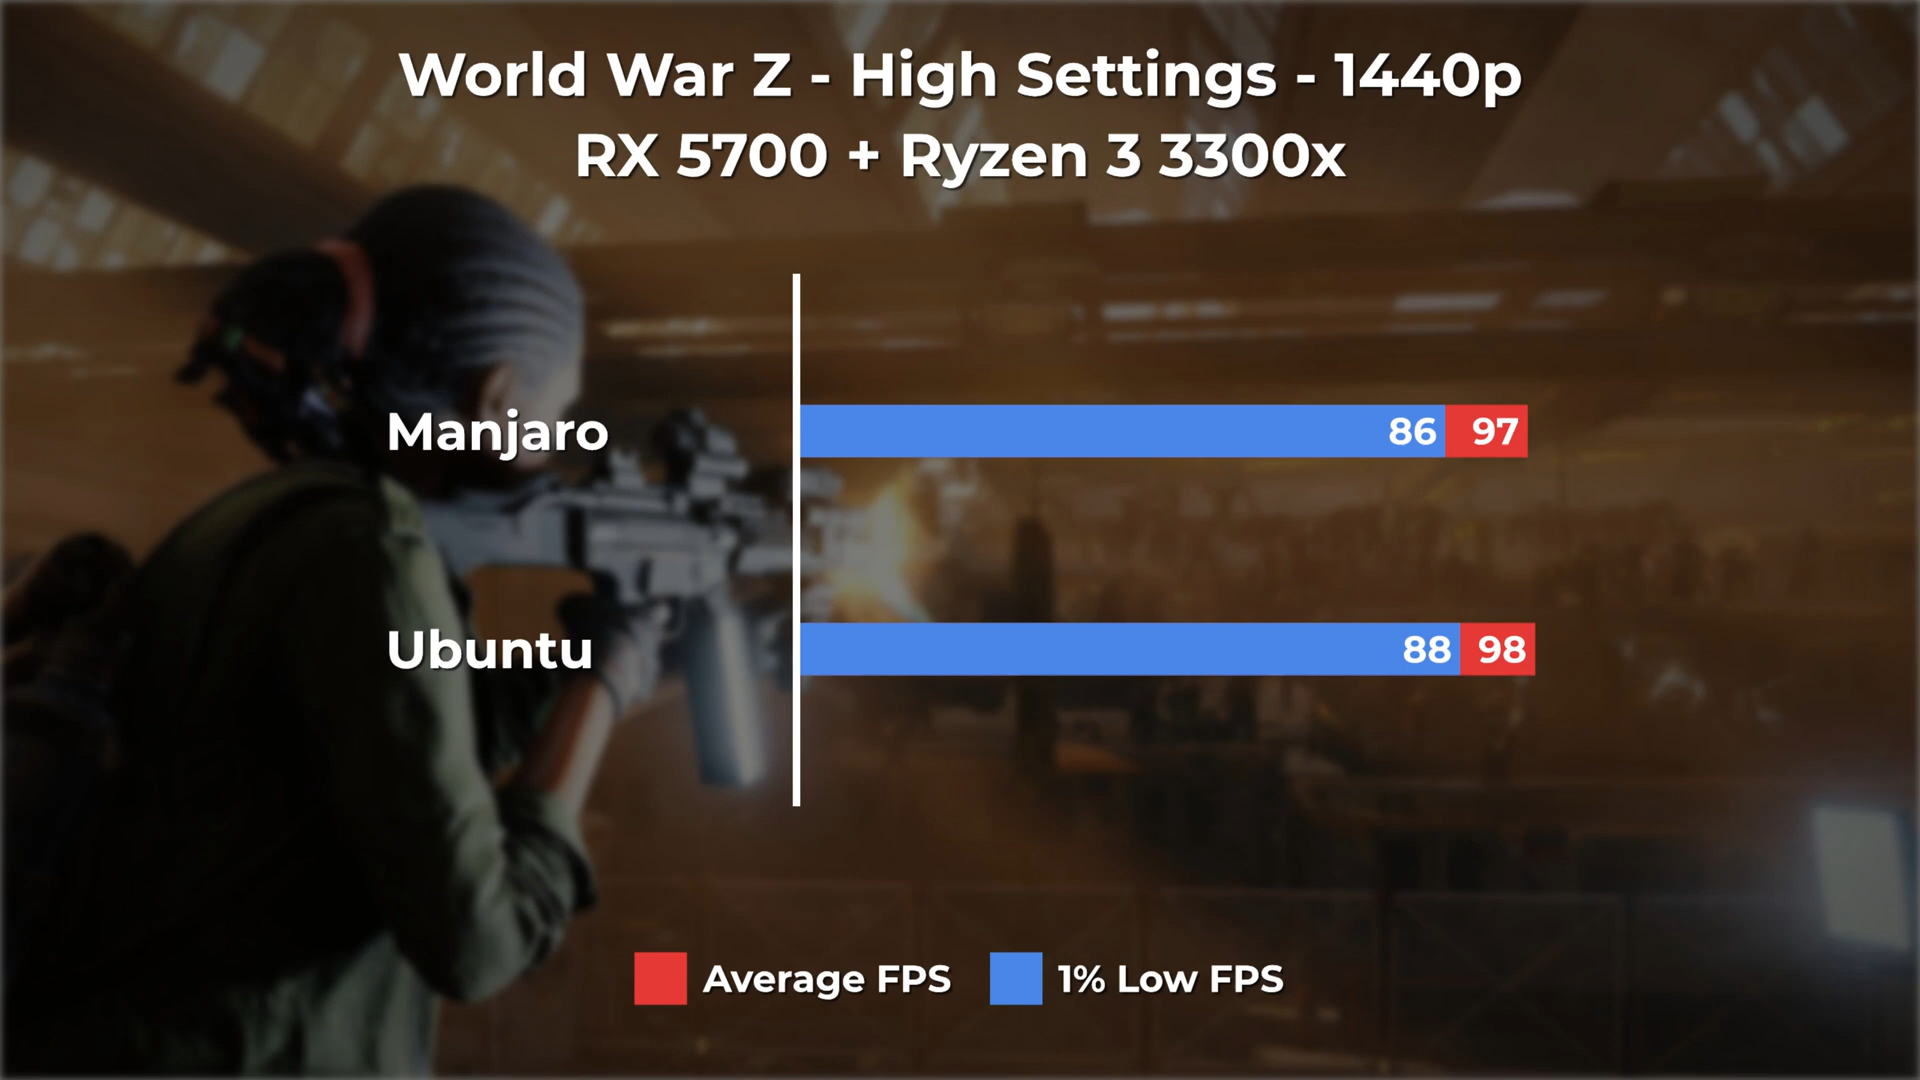 World War Z - High Settings - 1440p
RX 5700 + Ryzen 3 3300x
Manjaro 86 97
Ubuntu 88 98
Average FPS 1% Low FPS